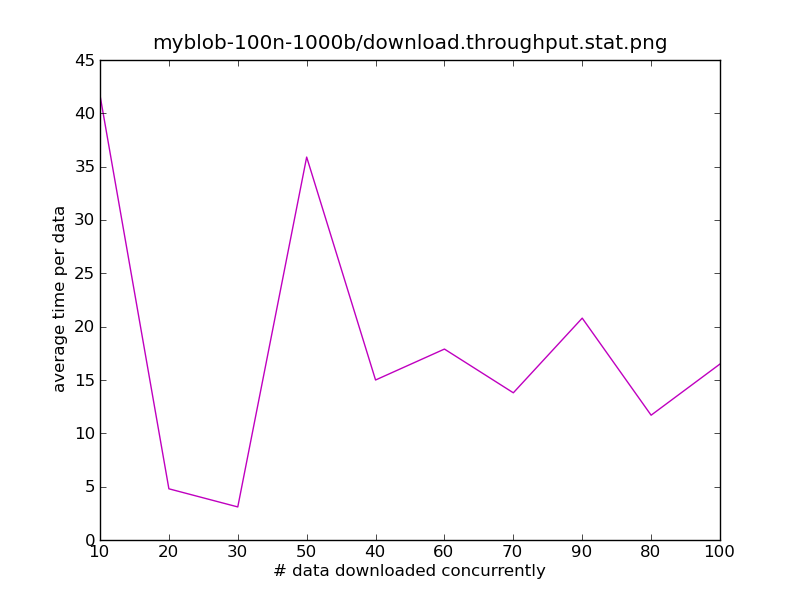 myblob-100n-1000b/download.throughput.stat.png
45
40
35
30
25
20
15
10
5
0
average time per data
10 20 30 50 40 60 70 90 80 100
# data downloaded concurrently